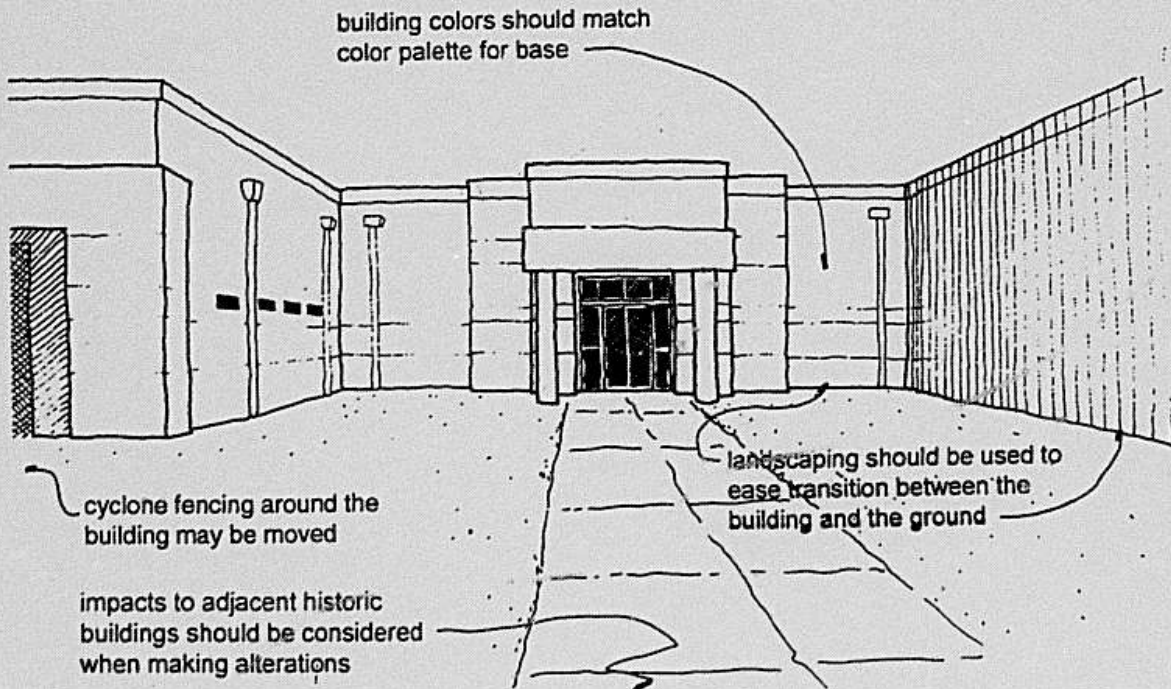 building colors should match
color palette for base
landscaping should be used to
ease transition between the
building and the ground
cyclone fencing around the
building may be moved
impacts to adjacent historic
buildings should be considered
when making alterations